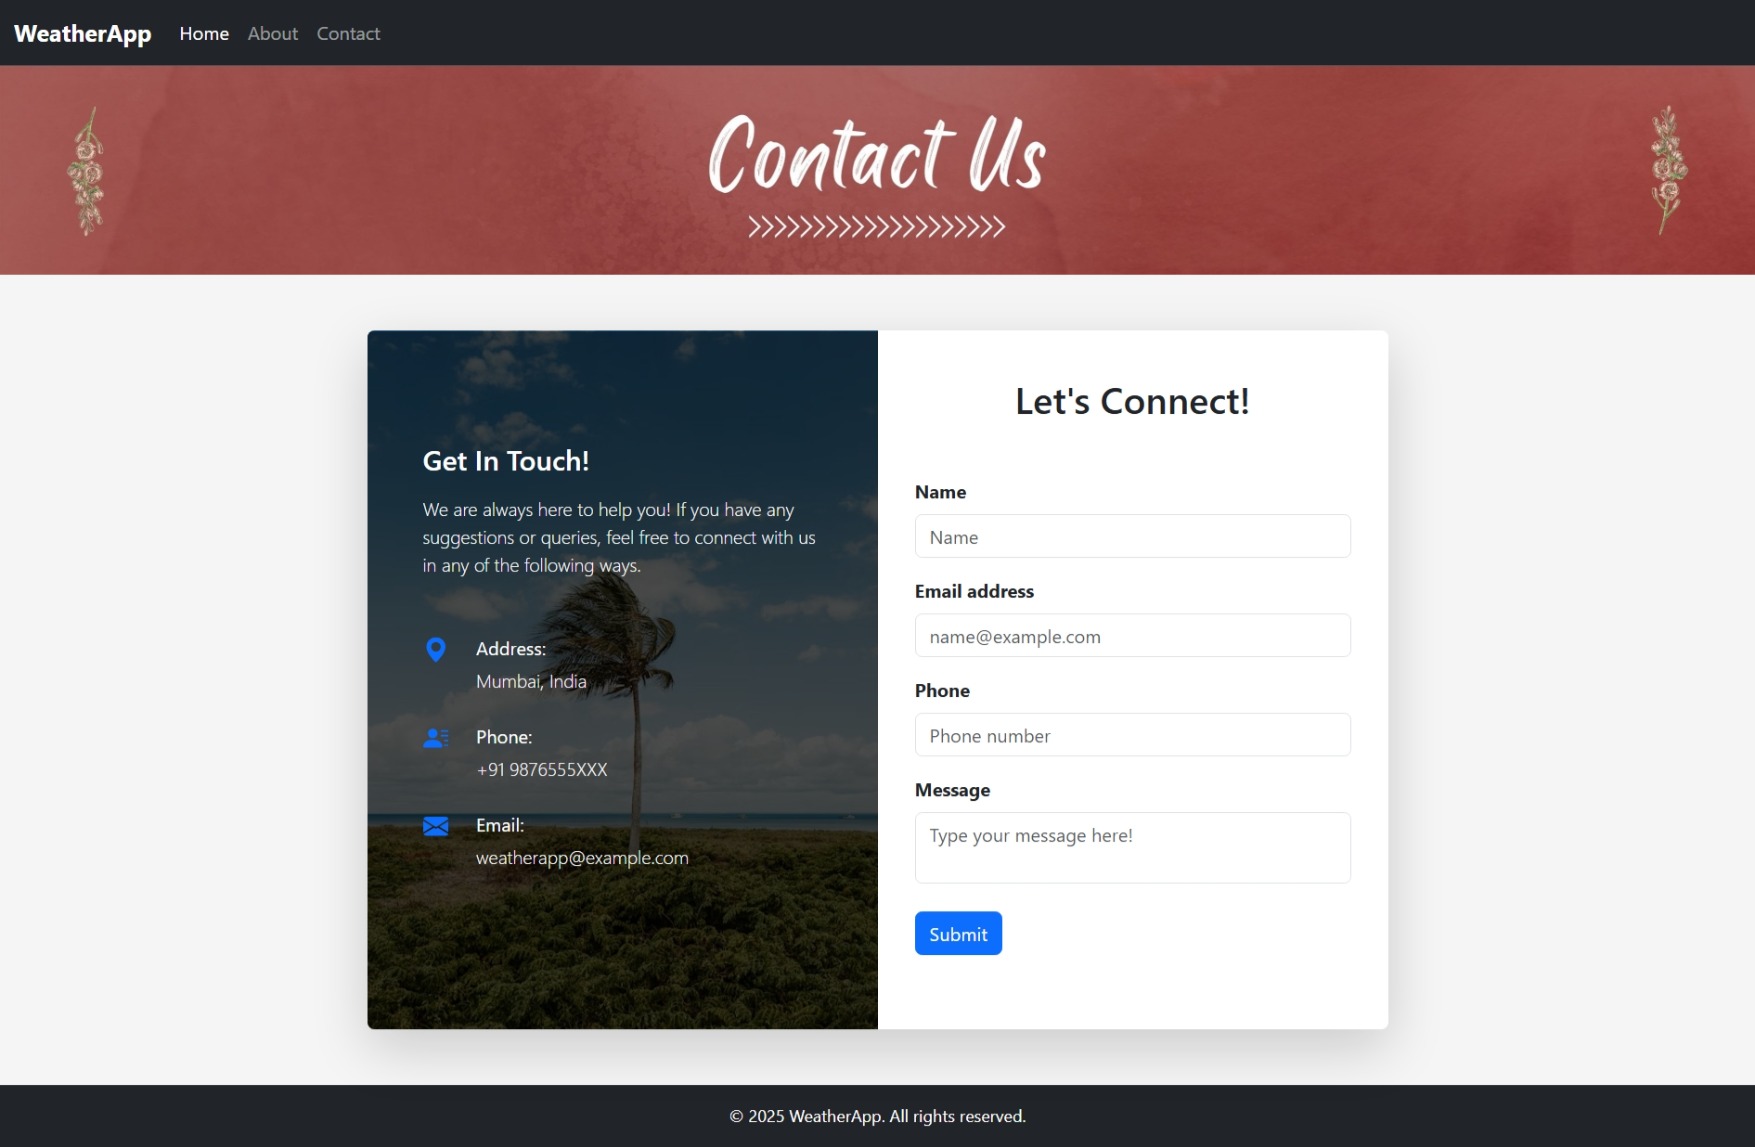 WeatherApp Home About Contact
Contact Us
Get In Touch!
We are always here to help you! If you have any
suggestions or queries, feel free to connect with us
in any of the following ways.
Address:
Mumbai, India
Phone:
+91 9876555XXX
Email:
weatherapp@example.com
Let's Connect!
Name
Name
Email address
name@example.com
Phone
Phone number
Message
Type your message here!
Submit
© 2025 WeatherApp. All rights reserved.